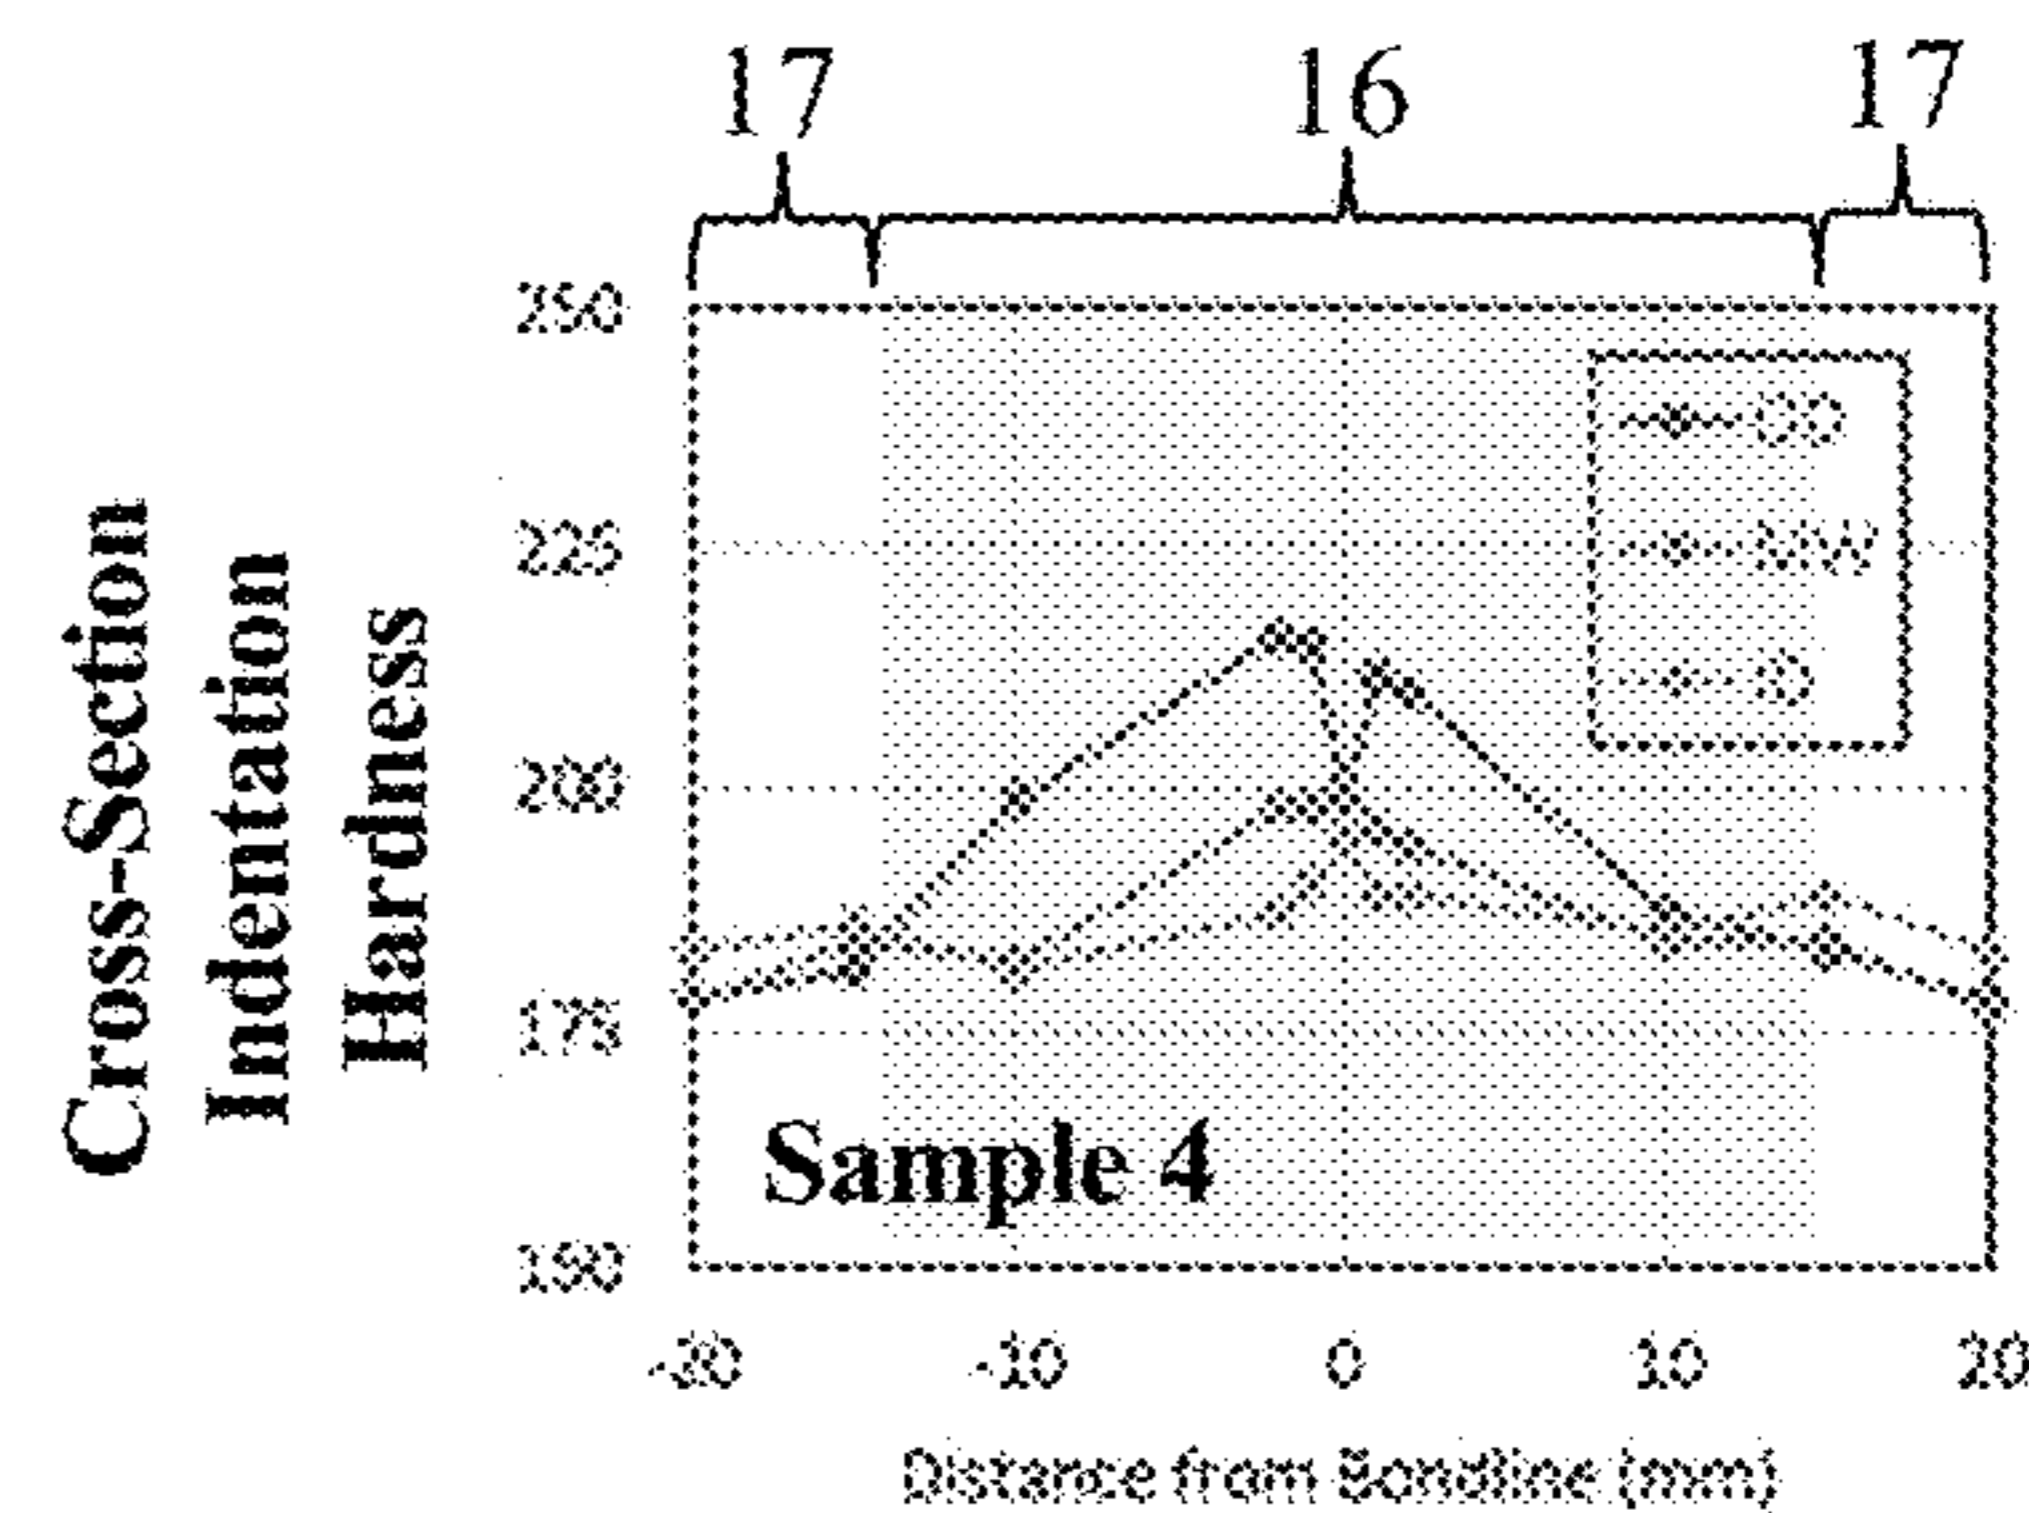 17 16 17
250
225
200
175
150
OD
MW
ID
Cross-Section
Indentation
Hardness
Sample 4
-20 -10 0 10 20
Distance from Bondline (mm)